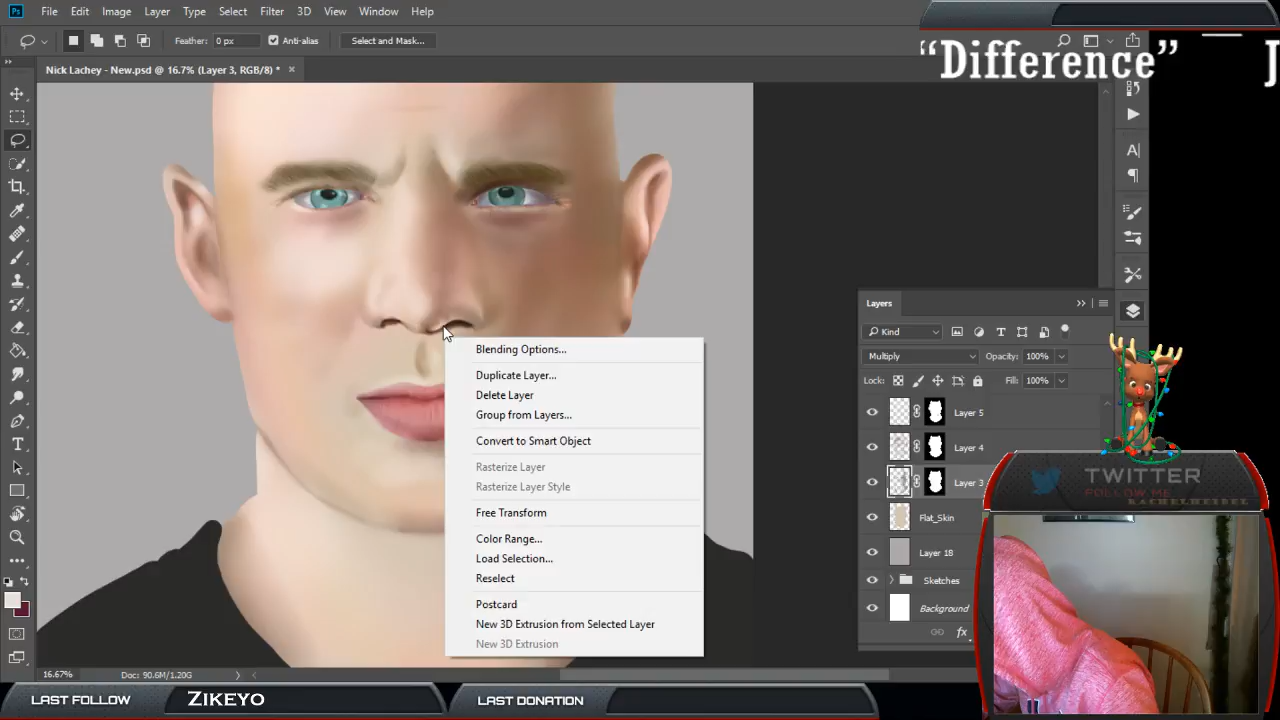 Ps File Edit Image Layer Type Select Filter 3D View Window Help
Feather: 0 px Anti-alias Select and Mask...
Nick Lachey - New.psd @ 16.7% (Layer 3, RGB/8) *
“Difference” J
Layers
Kind
Multiply Opacity: 100%
Lock: Fill: 100%
Layer 5
Layer 4
Layer 3
Flat_Skin
Layer 18
Sketches
Background
fx
Blending Options...
Duplicate Layer...
Delete Layer
Group from Layers...
Convert to Smart Object
Rasterize Layer
Rasterize Layer Style
Free Transform
Color Range...
Load Selection...
Reselect
Postcard
New 3D Extrusion from Selected Layer
New 3D Extrusion
TWITTER
FOLLOW ME
16.67% Doc: 90.6M/1.20G
LAST FOLLOW ZIKEYO LAST DONATION